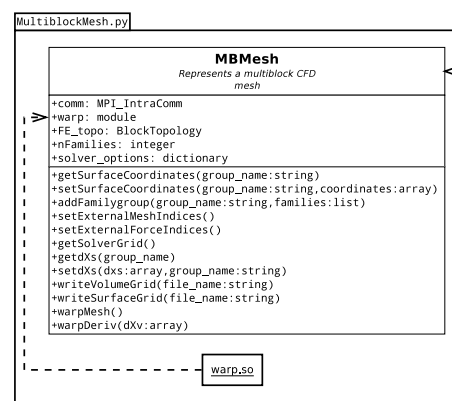 MultiblockMesh.py
MBMesh
Represents a multiblock CFD
mesh
+comm: MPI_IntraComm
+warp: module
+FE_topo: BlockTopology
+nFamilies: integer
+solver_options: dictionary
+getSurfaceCoordinates(group_name:string)
+setSurfaceCoordinates(group_name:string,coordinates:array)
+addFamilygroup(group_name:string,families:list)
+setExternalMeshIndices()
+setExternalForceIndices()
+getSolverGrid()
+getdXs(group_name)
+setdXs(dxs:array,group_name:string)
+writeVolumeGrid(file_name:string)
+writeSurfaceGrid(file_name:string)
+warpMesh()
+warpDeriv(dXv:array)
warp.so